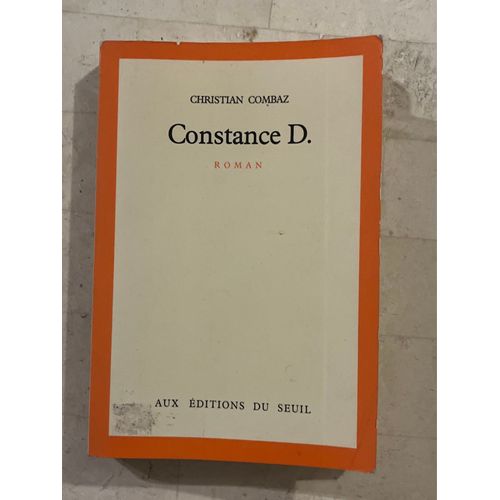 CHRISTIAN COMBAZ
Constance D.
ROMAN
AUX ÉDITIONS DU SEUIL